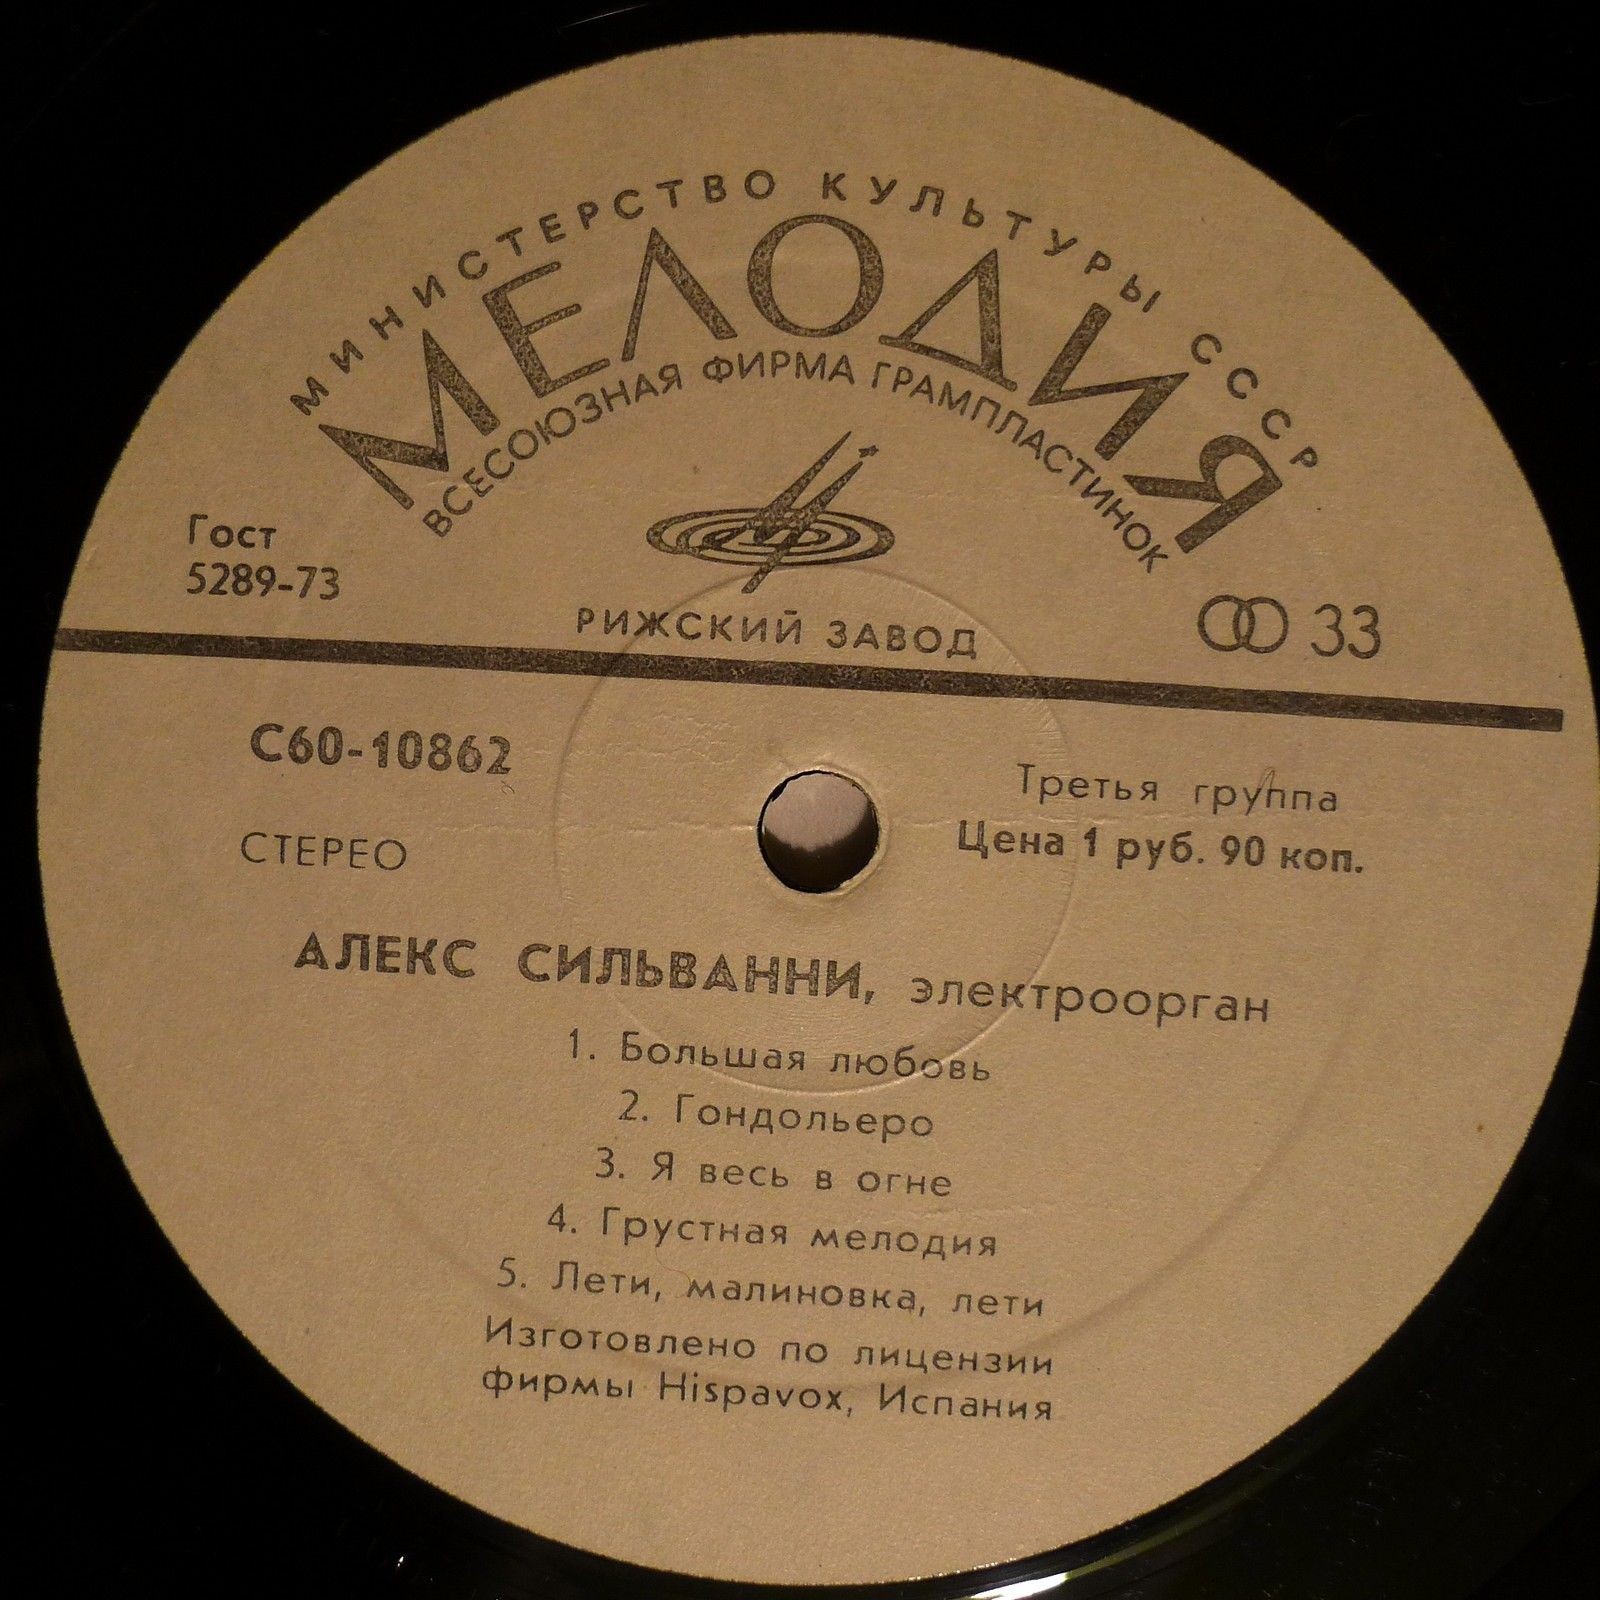 МИНИСТЕРСТВО КУЛЬТУРЫ СССР
МЕЛОДИЯ
ВСЕСОЮЗНАЯ ФИРМА ГРАМПЛАСТИНОК
Гост
5289-73
РИЖСКИЙ ЗАВОД
33
С60-10862
Третья группа
СТЕРЕО
Цена 1 руб. 90 коп.
АЛЕКС СИЛЬВАННИ, электроорган
1. Большая любовь
2. Гондольеро
3. Я весь в огне
4. Грустная мелодия
5. Лети, малиновка, лети
Изготовлено по лицензии
фирмы Hispavox, Испания